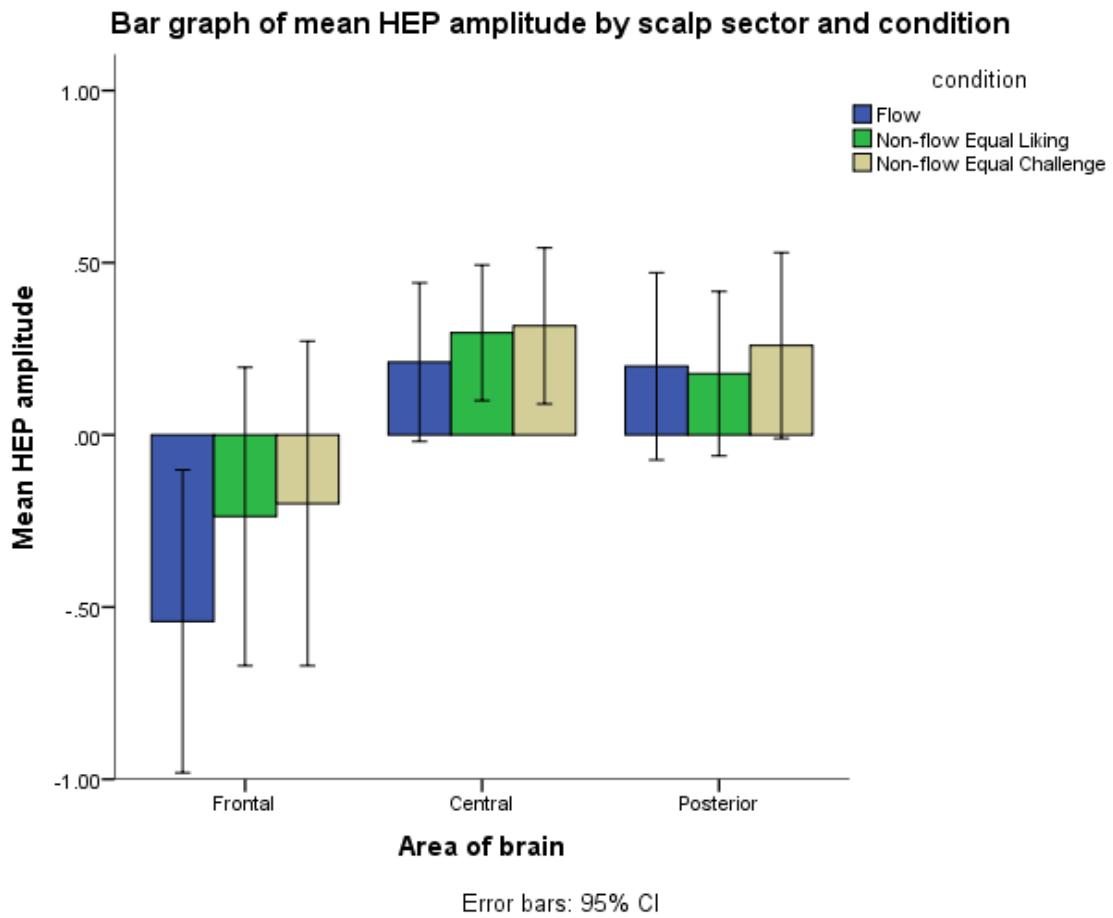 Bar graph of mean HEP amplitude by scalp sector and condition
condition
Flow
Non-flow Equal Liking
Non-flow Equal Challenge
Mean HEP amplitude
1.00
.50
.00
-.50
-1.00
Frontal
Central
Posterior
Area of brain
Error bars: 95% CI